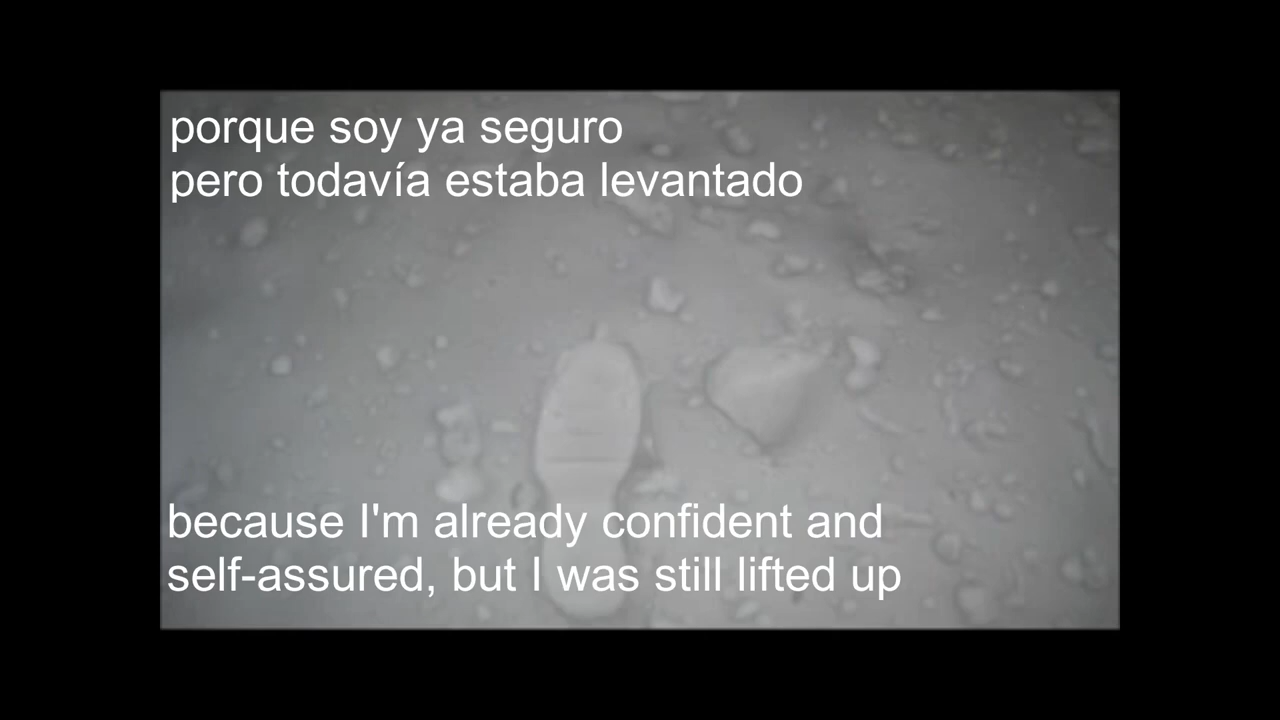 porque soy ya seguro
pero todavía estaba levantado
because I'm already confident and
self-assured, but I was still lifted up